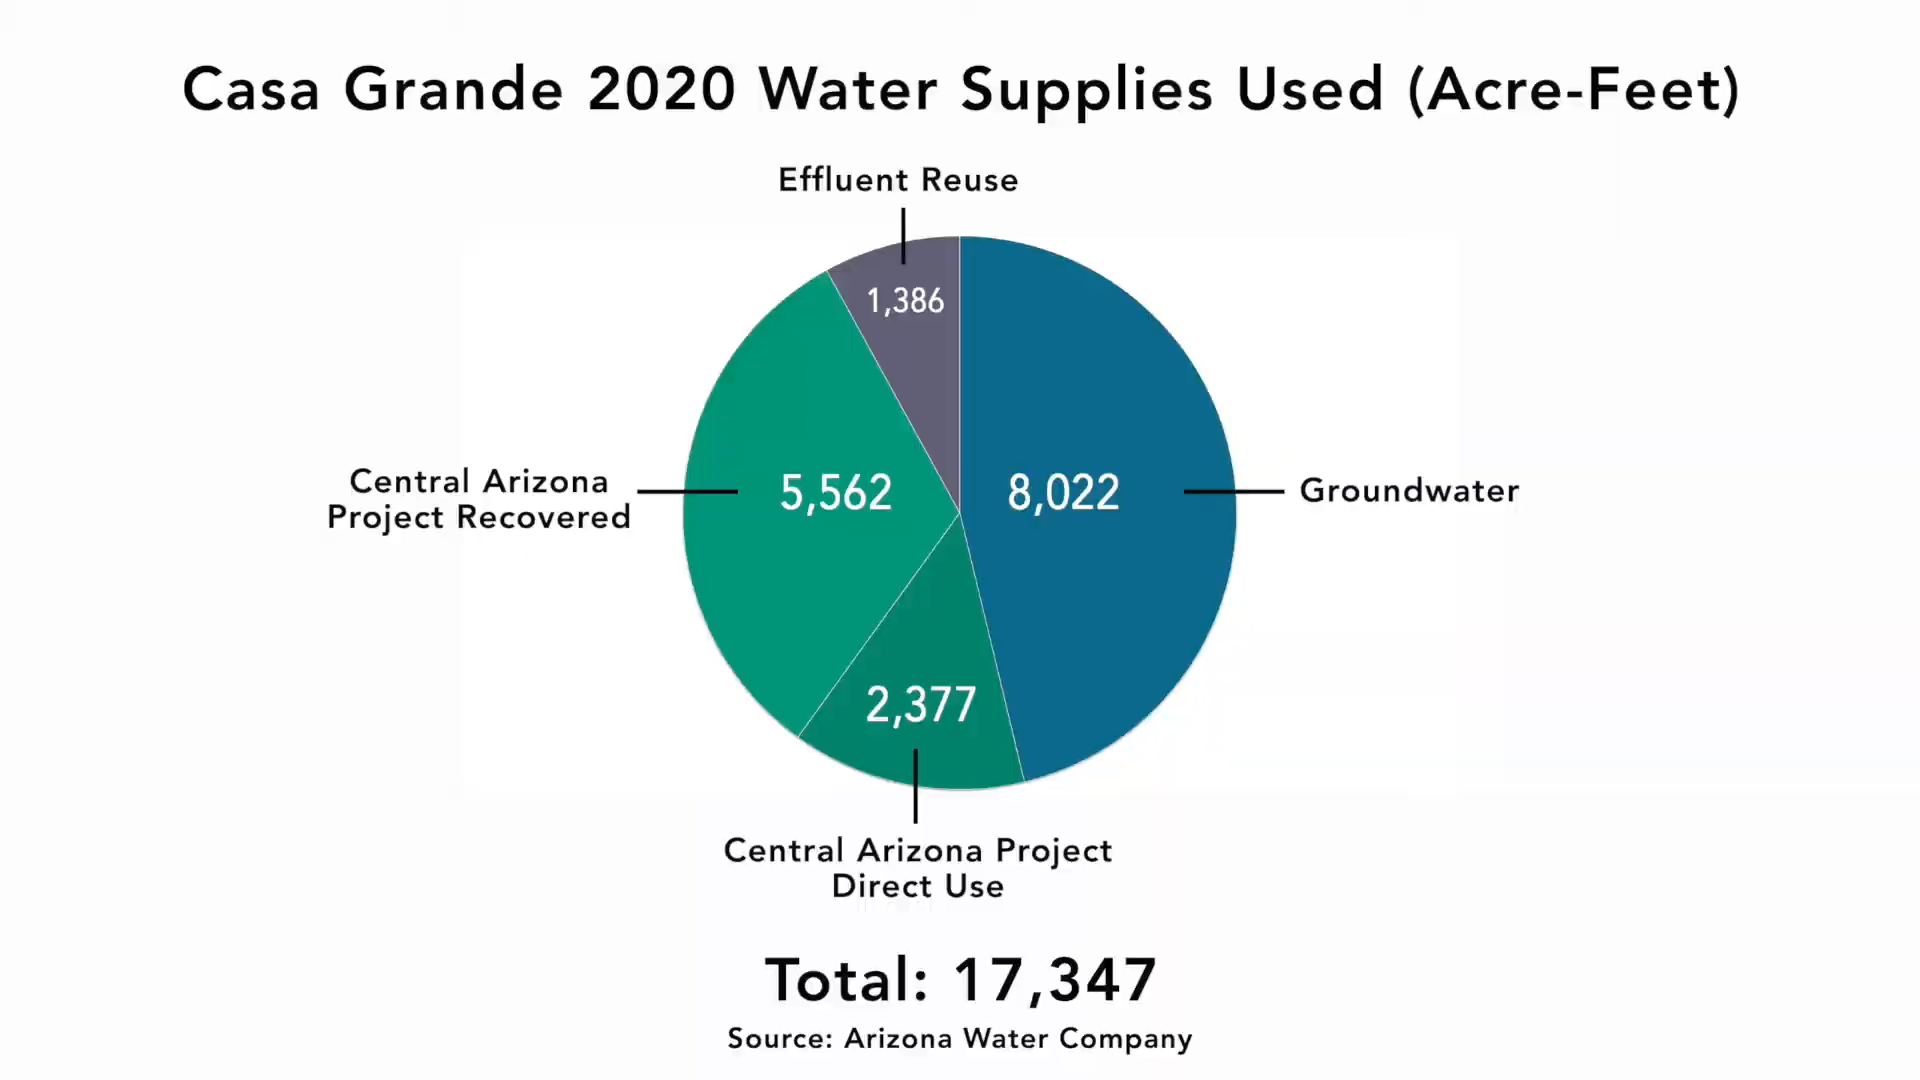 Casa Grande 2020 Water Supplies Used (Acre-Feet)
Effluent Reuse
1,386
Central Arizona
Project Recovered
5,562
8,022
Groundwater
2,377
Central Arizona Project
Direct Use
Total: 17,347
Source: Arizona Water Company